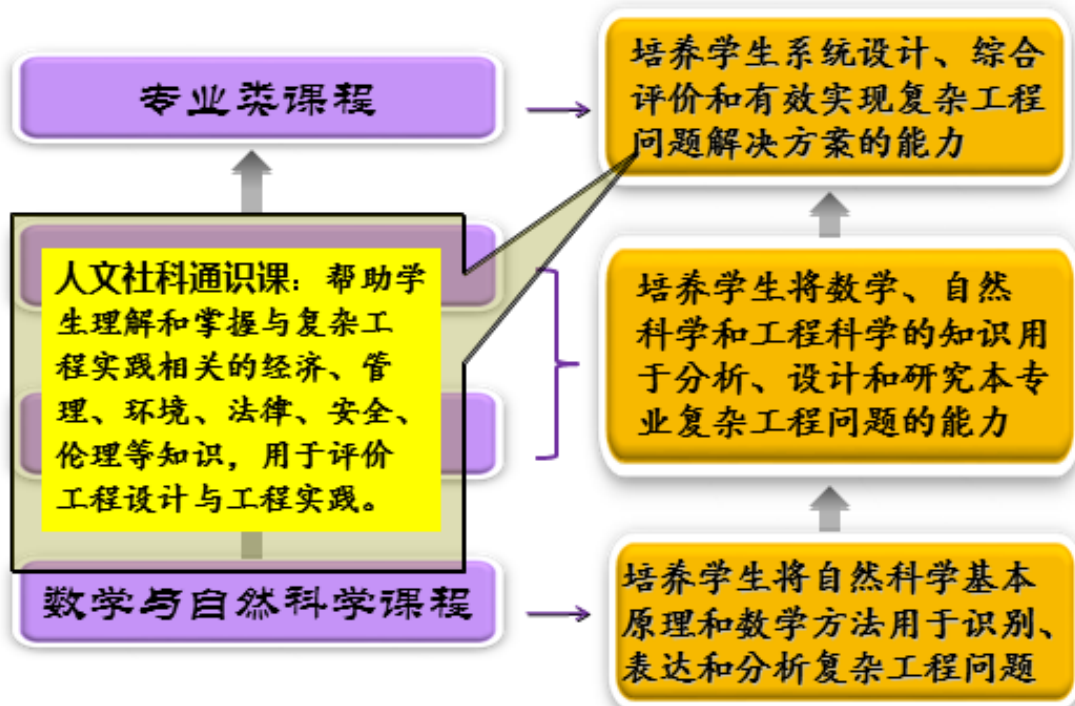 专业类课程
培养学生系统设计、综合
评价和有效实现复杂工程
问题解决方案的能力
人文社科通识课：帮助学
生理解和掌握与复杂工
程实践相关的经济、管
理、环境、法律、安全、
伦理等知识，用于评价
工程设计与工程实践。
培养学生将数学、自然
科学和工程科学的知识用
于分析、设计和研究本专
业复杂工程问题的能力
数学与自然科学课程
培养学生将自然科学基本
原理和数学方法用于识别、
表达和分析复杂工程问题